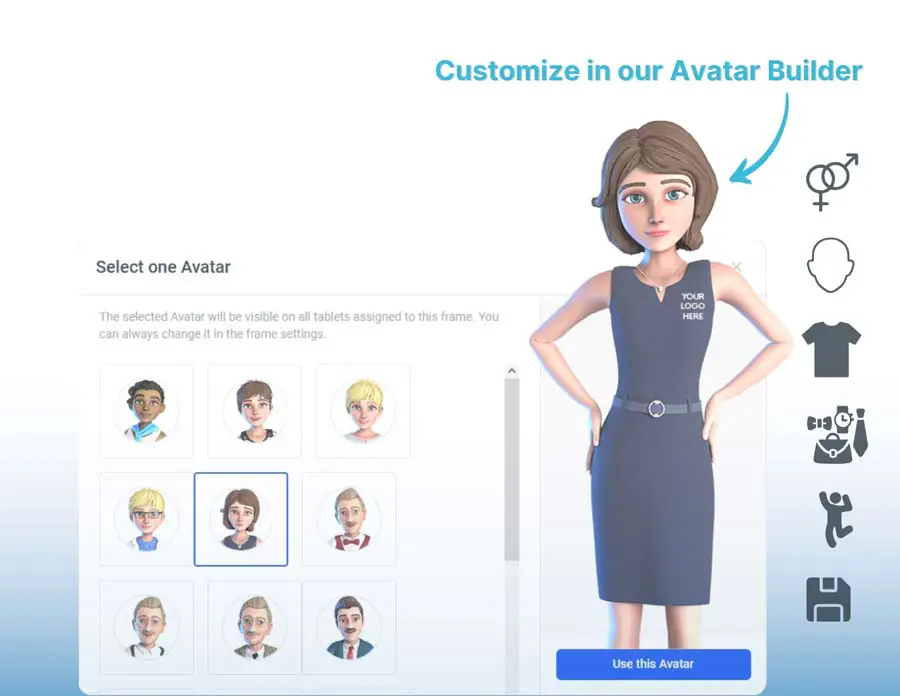 Customize in our Avatar Builder
Select one Avatar
The selected Avatar will be visible on all tablets assigned to this frame. You
can always change it in the frame settings.
YOUR
LOGO
HERE
Use this Avatar